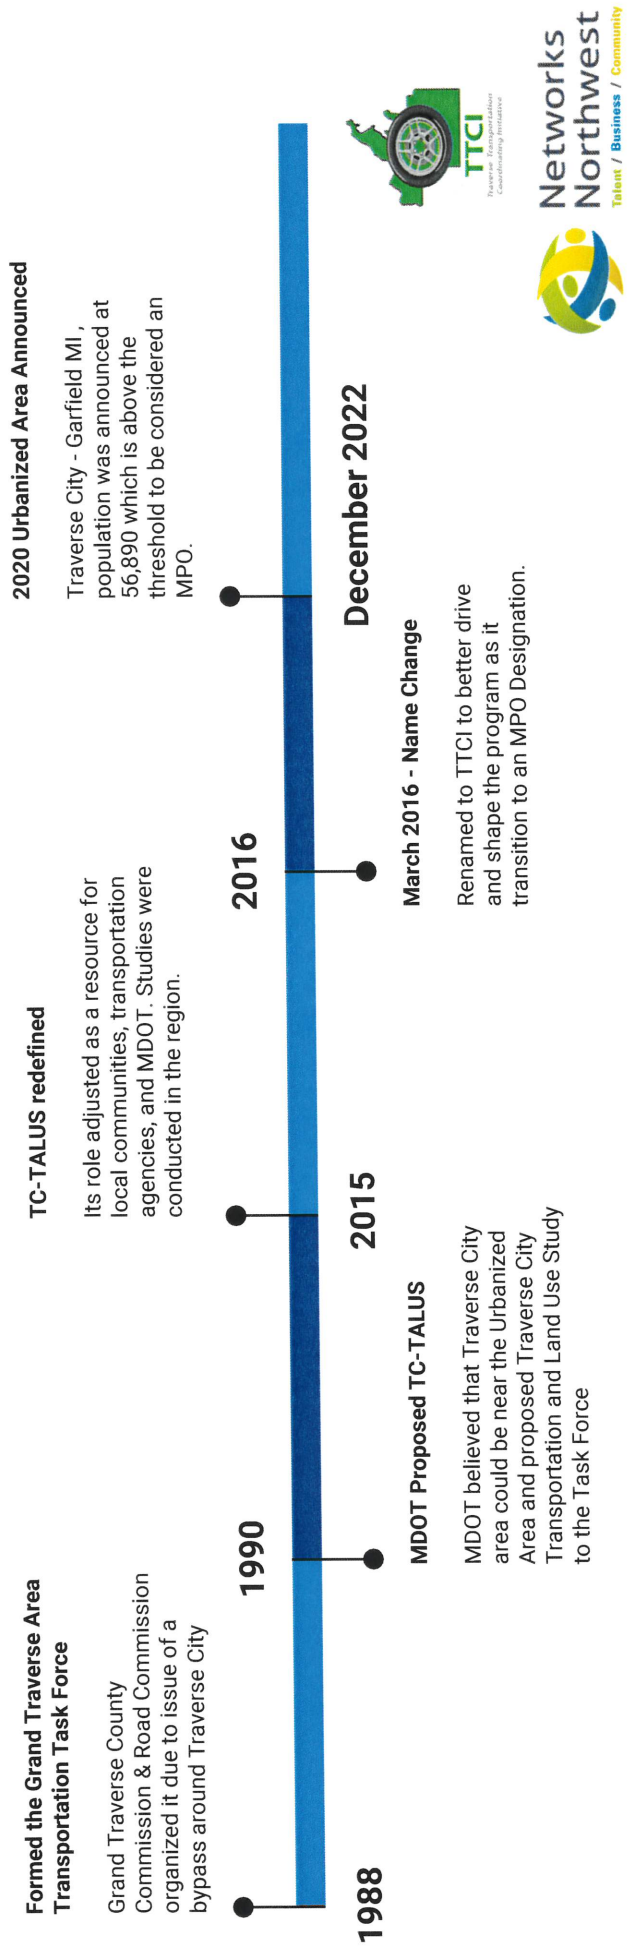 Formed the Grand Traverse Area
Transportation Task Force
Grand Traverse County
Commission & Road Commission
organized it due to issue of a
bypass around Traverse City
1988
1990
MDOT Proposed TC-TALUS
MDOT believed that Traverse City
area could be near the Urbanized
Area and proposed Traverse City
Transportation and Land Use Study
to the Task Force
TC-TALUS redefined
Its role adjusted as a resource for
local communities, transportation
agencies, and MDOT. Studies were
conducted in the region.
2015
2016
March 2016 - Name Change
Renamed to TTCI to better drive
and shape the program as it
transition to an MPO Designation.
2020 Urbanized Area Announced
Traverse City - Garfield MI ,
population was announced at
56,890 which is above the
threshold to be considered an
MPO.
December 2022
TTCI
Traverse Transportation
Coordinating Initiative
Networks
Northwest
Talent / Business / Community